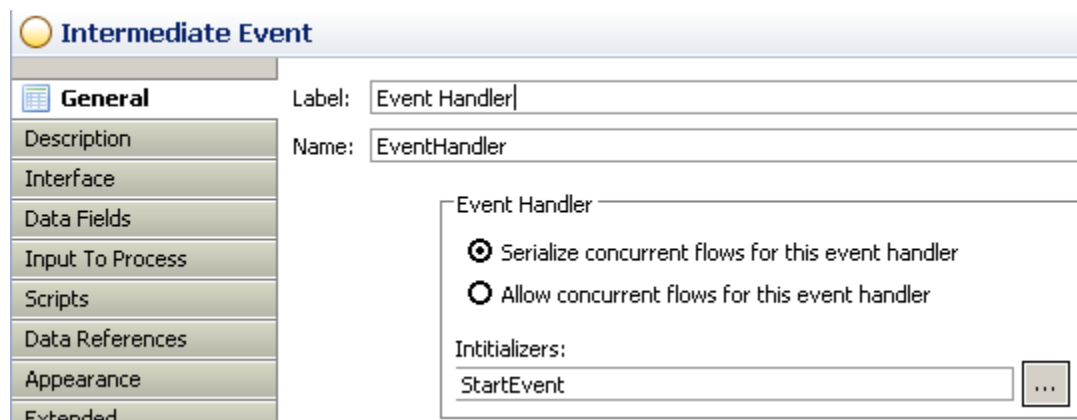 Intermediate Event
General
Description
Interface
Data Fields
Input To Process
Scripts
Data References
Appearance
Extended
Label: Event Handler
Name: EventHandler
Event Handler
Serialize concurrent flows for this event handler
Allow concurrent flows for this event handler
Intitializers:
StartEvent ...